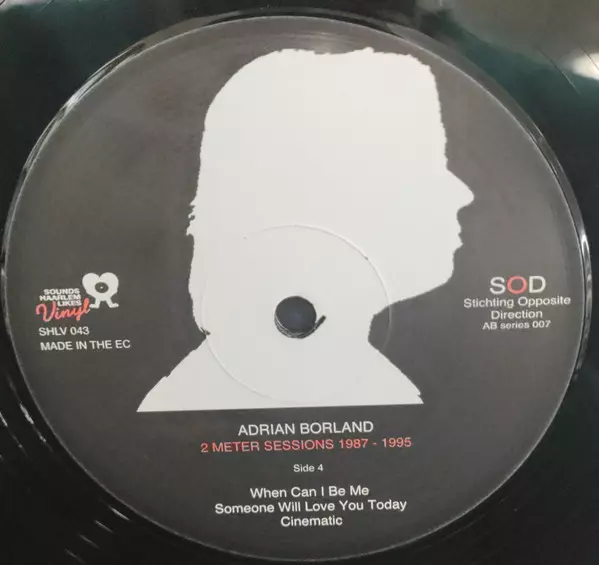 SOUNDS
HAARLEM
LIKES
Vinyl
SHLV 043
MADE IN THE EC
SOD
Stichting Opposite
Direction
AB series 007
ADRIAN BORLAND
2 METER SESSIONS 1987 - 1995
Side 4
When Can I Be Me
Someone Will Love You Today
Cinematic